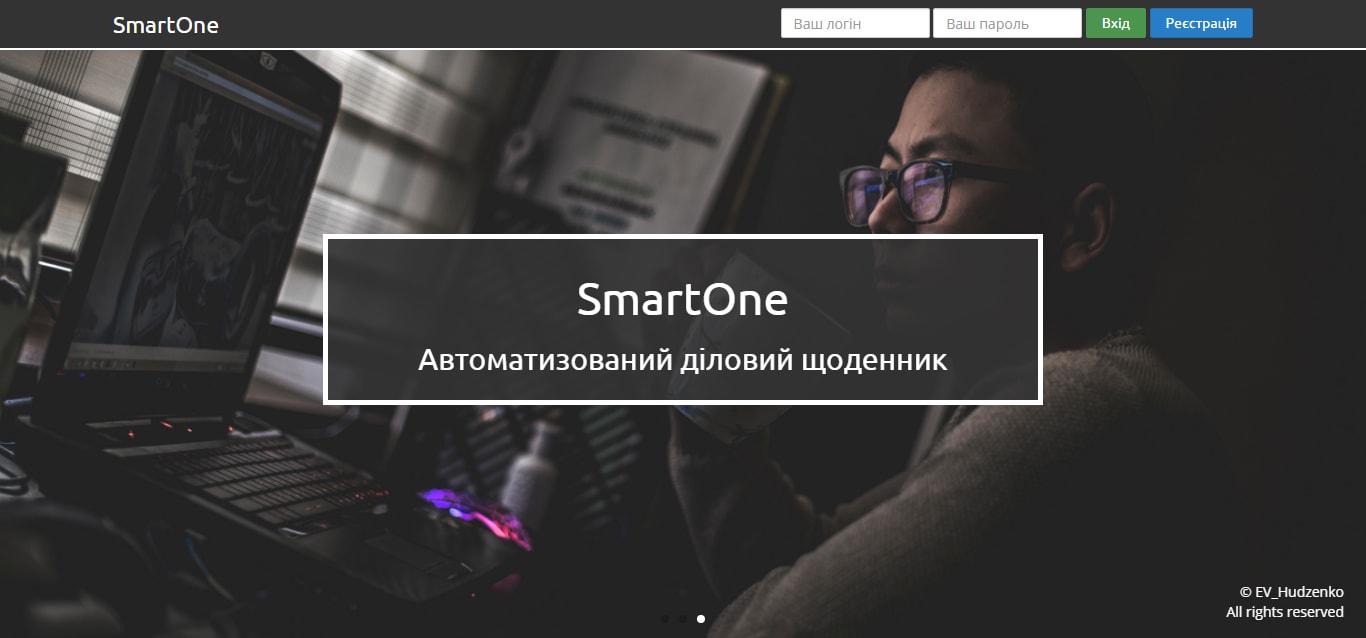 SmartOne
Ваш логін Ваш пароль Вхід Реєстрація
SmartOne
Автоматизований діловий щоденник
© EV_Hudzenko
All rights reserved